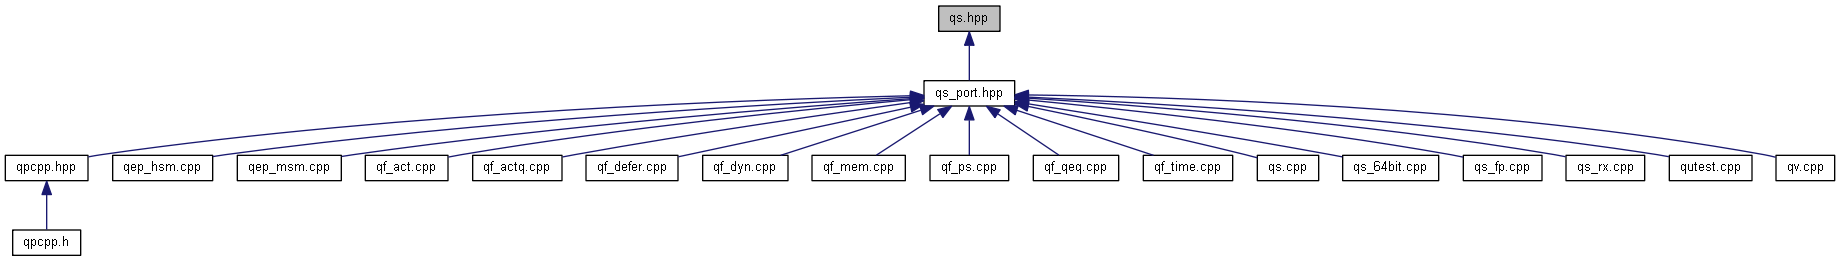 qs.hpp
qs_port.hpp
qpcpp.hpp
qep_hsm.cpp
qep_msm.cpp
qf_act.cpp
qf_actq.cpp
qf_defer.cpp
qf_dyn.cpp
qf_mem.cpp
qf_ps.cpp
qf_qeq.cpp
qf_time.cpp
qs.cpp
qs_64bit.cpp
qs_fp.cpp
qs_rx.cpp
qutest.cpp
qv.cpp
qpcpp.h